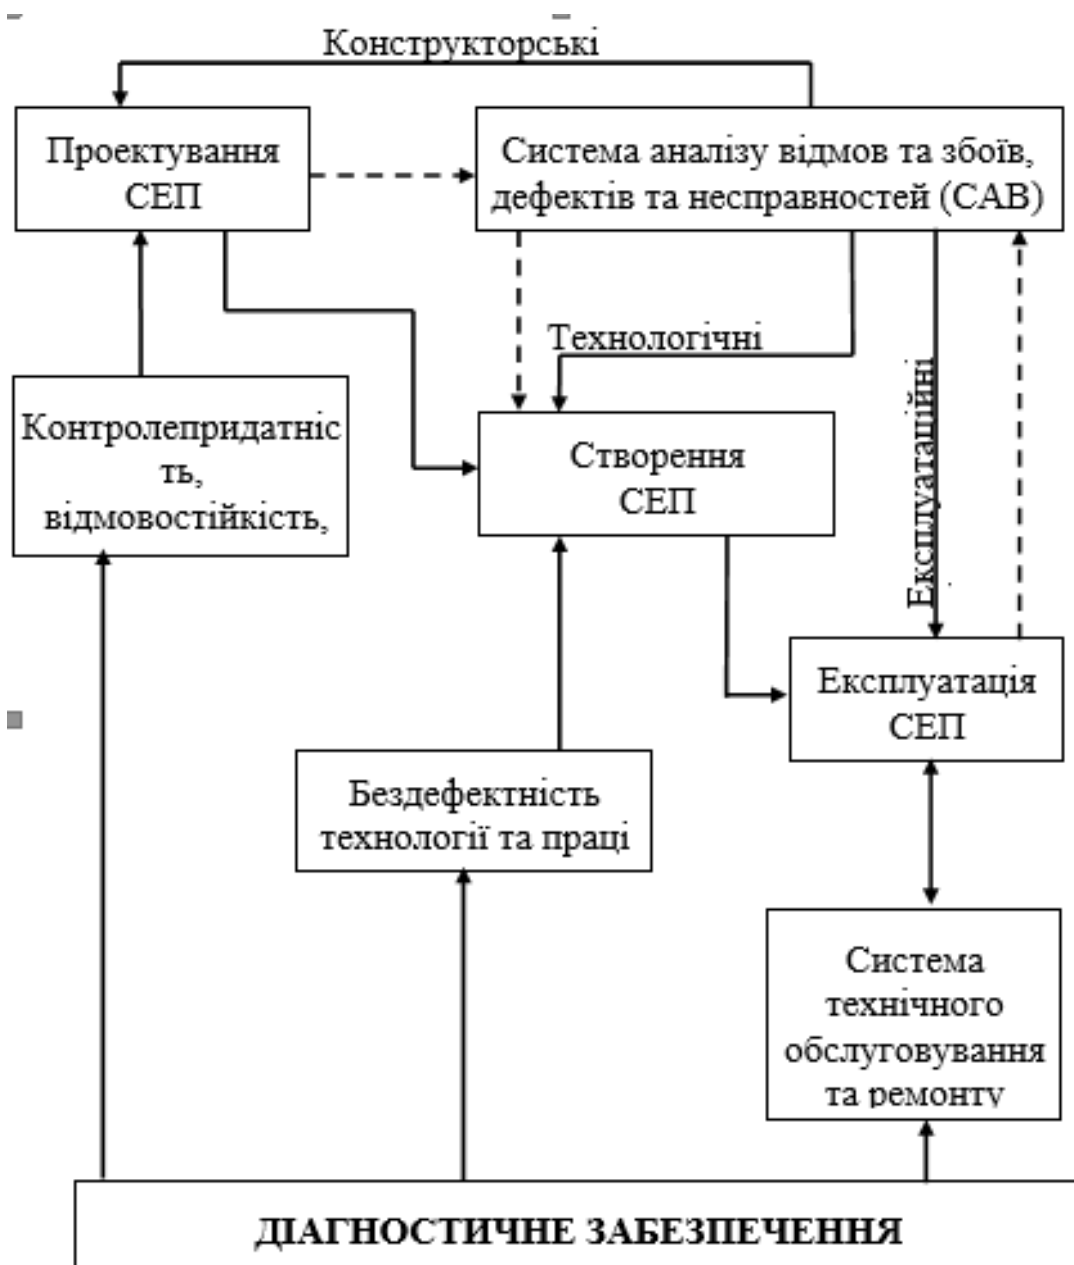 Конструкторські
Проектування
СЕП
Система аналізу відмов та збоїв,
дефектів та несправностей (САВ)
Технологічні
Експлуатаційні
Контролепридатніс
ть,
відмовостійкість,
Створення
СЕП
Експлуатація
СЕП
Бездефектність
технології та праці
Система
технічного
обслуговування
та ремонту
ДІАГНОСТИЧНЕ ЗАБЕЗПЕЧЕННЯ